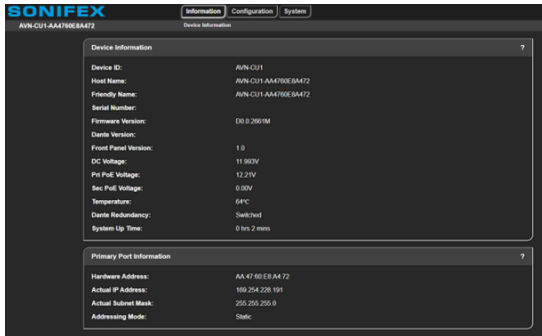 SONIFEX
Information Configuration System
AVN-CU1-AA4760E8A472 Device Information
Device Information ?
Device ID: AVN-CU1
Host Name: AVN-CU1-AA4760E8A472
Friendly Name: AVN-CU1-AA4760E8A472
Serial Number:
Firmware Version: D0.0.2661M
Dante Version:
Front Panel Version: 1.0
DC Voltage: 11.993V
Pri PoE Voltage: 12.21V
Sec PoE Voltage: 0.00V
Temperature: 64°C
Dante Redundancy: Switched
System Up Time: 0 hrs 2 mins
Primary Port Information ?
Hardware Address: AA:47:60:E8:A4:72
Actual IP Address: 169.254.228.191
Actual Subnet Mask: 255.255.255.0
Addressing Mode: Static